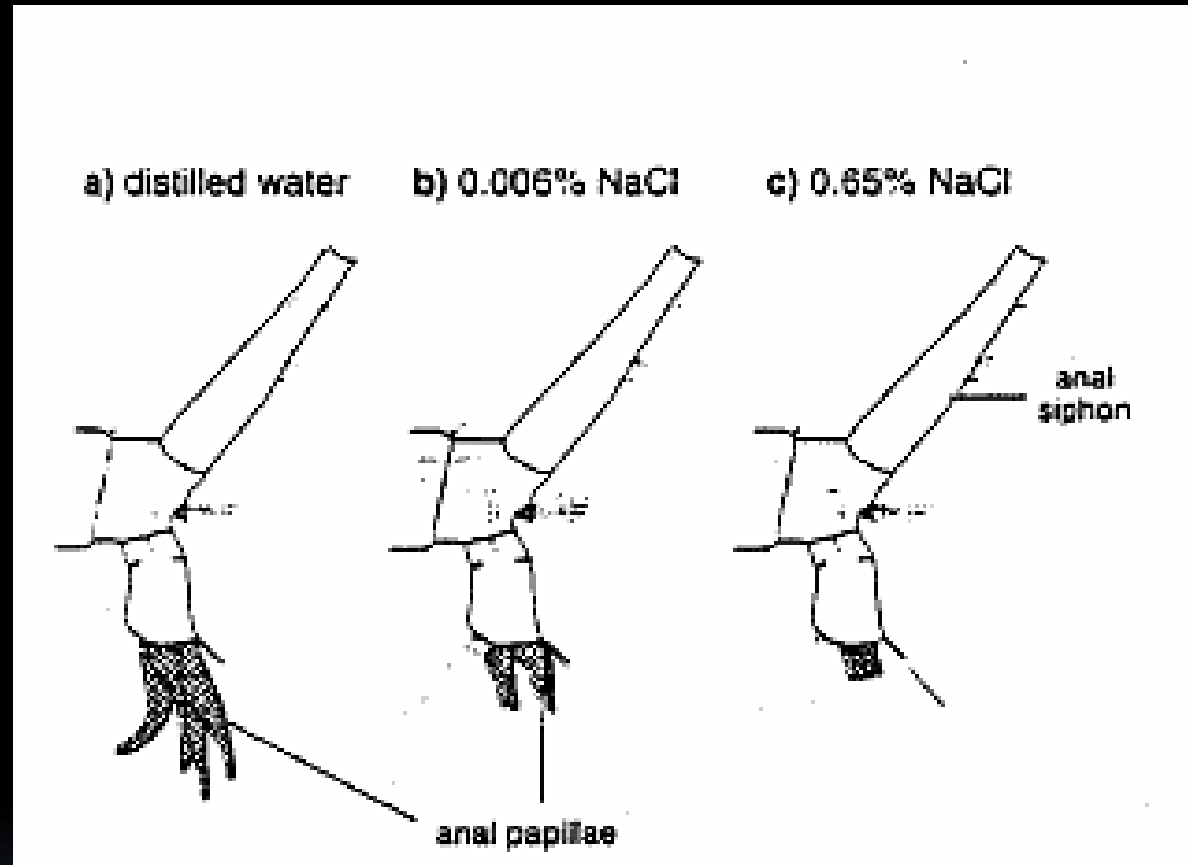 a) distilled water
b) 0.006% NaCl
c) 0.65% NaCl
anal
siphon
anal papillae